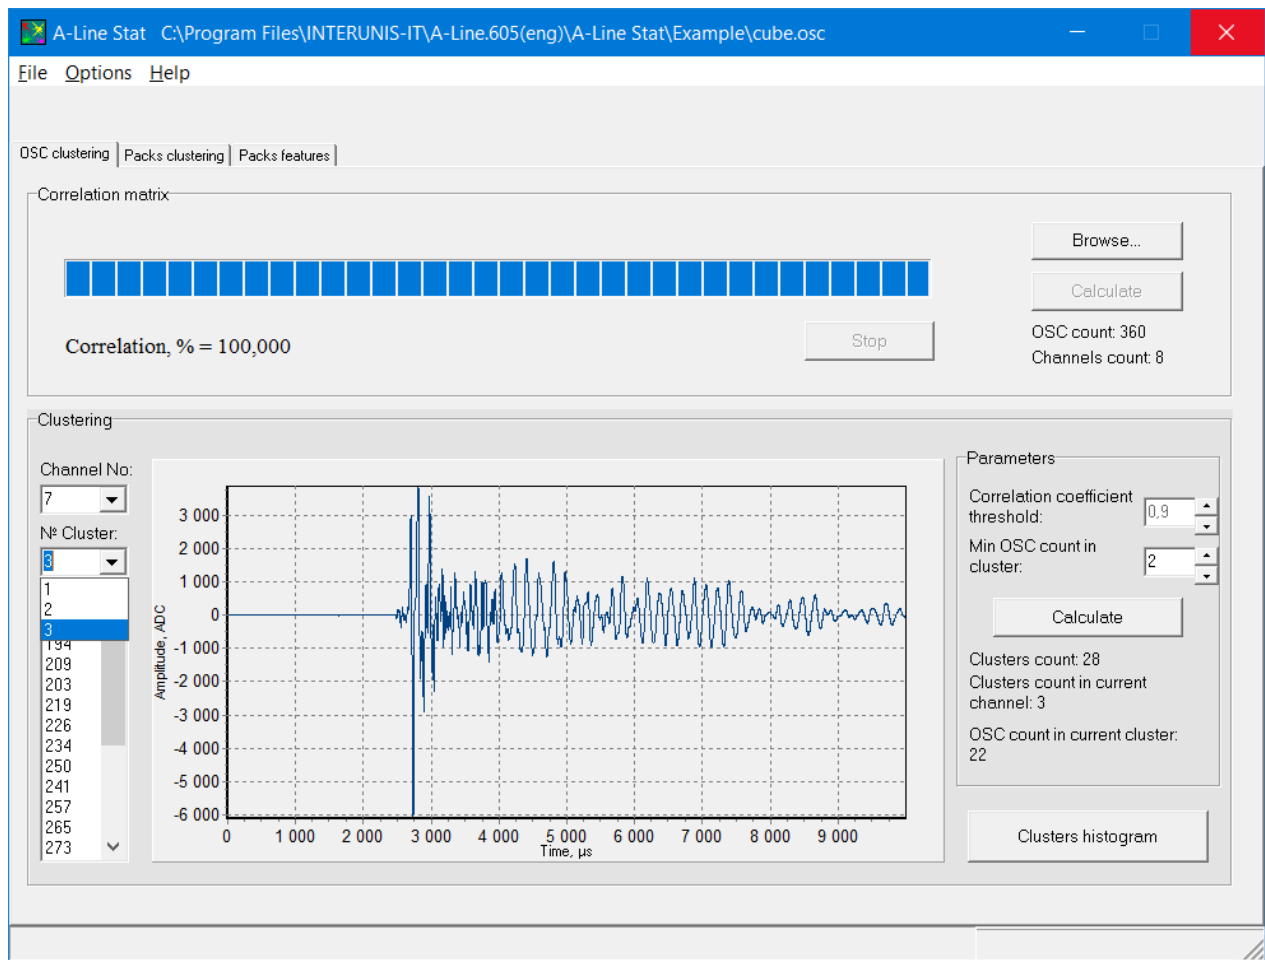 A-Line Stat C:\Program Files\INTERUNIS-IT\A-Line.605(eng)\A-Line Stat\Example\cube.osc
File Options Help
OSC clustering Packs clustering Packs features
Correlation matrix
Browse...
Calculate
Correlation, % = 100,000
Stop
OSC count: 360
Channels count: 8
Clustering
Channel No:
7
№ Cluster:
3
1
2
3
194
209
203
219
226
234
250
241
257
265
273
Amplitude, ADC
3 000
2 000
1 000
0
-1 000
-2 000
-3 000
-4 000
-5 000
-6 000
0 1 000 2 000 3 000 4 000 5 000 6 000 7 000 8 000 9 000
Time, µs
Parameters
Correlation coefficient
threshold:
0,9
Min OSC count in
cluster:
2
Calculate
Clusters count: 28
Clusters count in current
channel: 3
OSC count in current cluster:
22
Clusters histogram